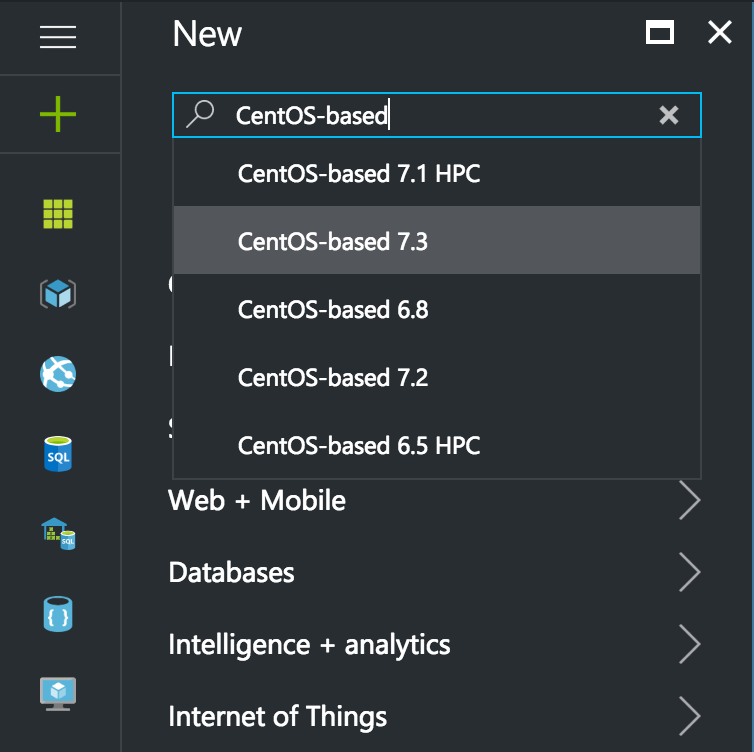 New
CentOS-based
CentOS-based 7.1 HPC
CentOS-based 7.3
CentOS-based 6.8
CentOS-based 7.2
CentOS-based 6.5 HPC
Web + Mobile
Databases
Intelligence + analytics
Internet of Things
SQL
SQL
{ }